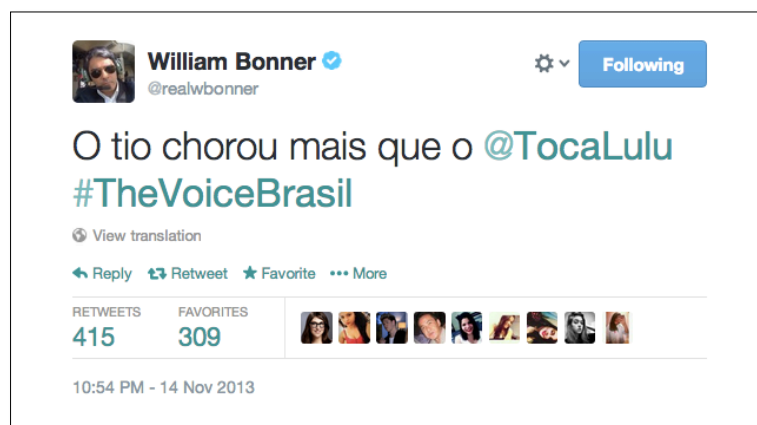 William Bonner
@realwbonner
Following
O tio chorou mais que o @TocaLulu
#TheVoiceBrasil
View translation
Reply Retweet Favorite More
RETWEETS FAVORITES
415 309
10:54 PM - 14 Nov 2013